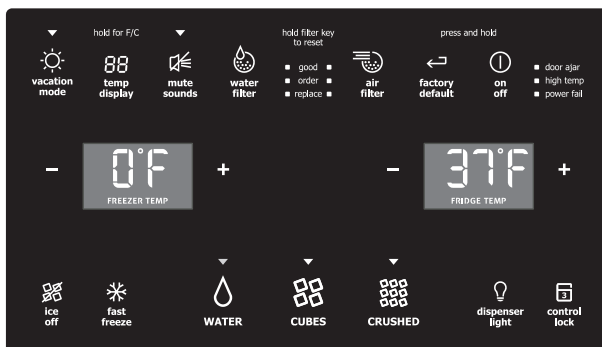 hold for F/C
hold filter key
to reset
press and hold
88
good
order
replace
door ajar
high temp
power fail
vacation
mode
temp
display
mute
sounds
water
filter
air
filter
factory
default
on
off
- 0°F +
FREEZER TEMP
- 37°F +
FRIDGE TEMP
3
ice
off
fast
freeze
WATER
CUBES
CRUSHED
dispenser
light
control
lock